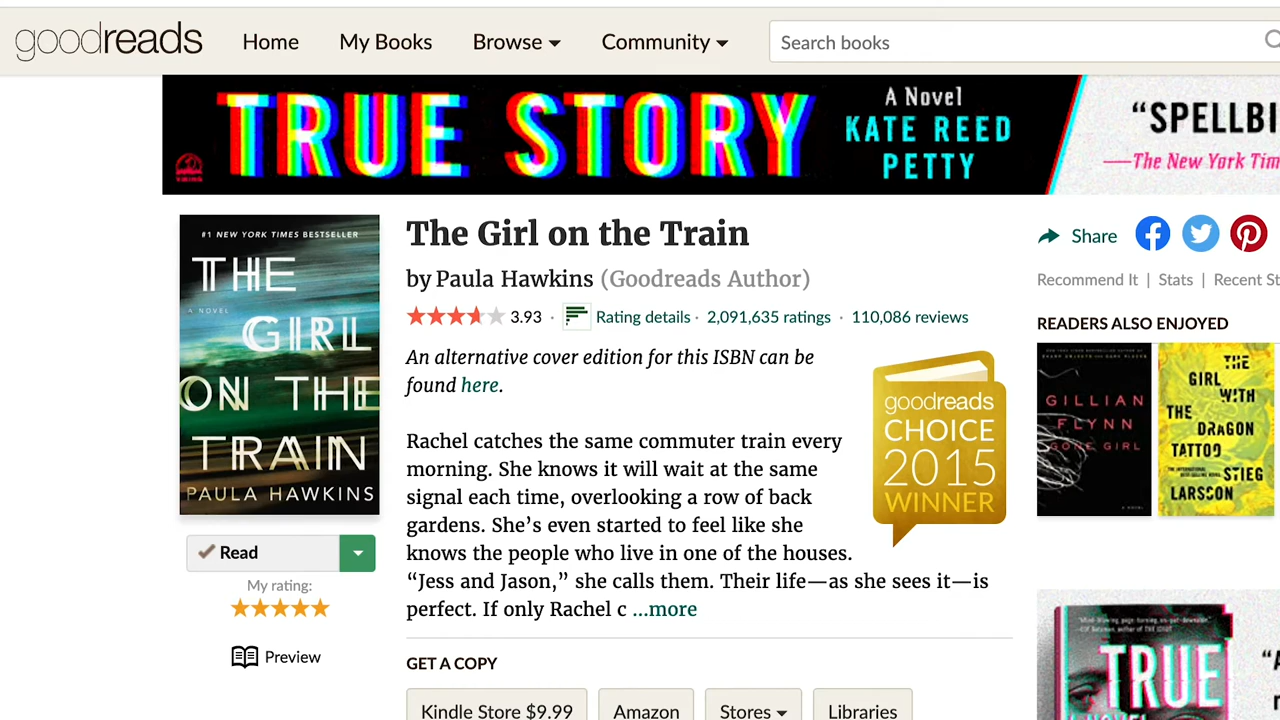 goodreads Home My Books Browse Community Search books
TRUE STORY
A Novel
KATE REED
PETTY
—The New York Tim
#1 NEW YORK TIMES BESTSELLER
THE
A NOVEL
GIRL
ON THE
TRAIN
PAULA HAWKINS
Read
My rating:
Preview
The Girl on the Train
by Paula Hawkins (Goodreads Author)
3.93 · Rating details · 2,091,635 ratings · 110,086 reviews
An alternative cover edition for this ISBN can be
found here.
goodreads
CHOICE
2015
WINNER
Rachel catches the same commuter train every
morning. She knows it will wait at the same
signal each time, overlooking a row of back
gardens. She’s even started to feel like she
knows the people who live in one of the houses.
“Jess and Jason,” she calls them. Their life—as she sees it—is
perfect. If only Rachel c ...more
GET A COPY
Kindle Store $9.99 Amazon Stores Libraries
Share
Recommend It | Stats | Recent St
READERS ALSO ENJOYED
GILLIAN
FLYNN
GONE GIRL
A NOVEL
THE
GIRL
WITH
THE
DRAGON
TATTOO
STIEG
LARSSON
TRUE